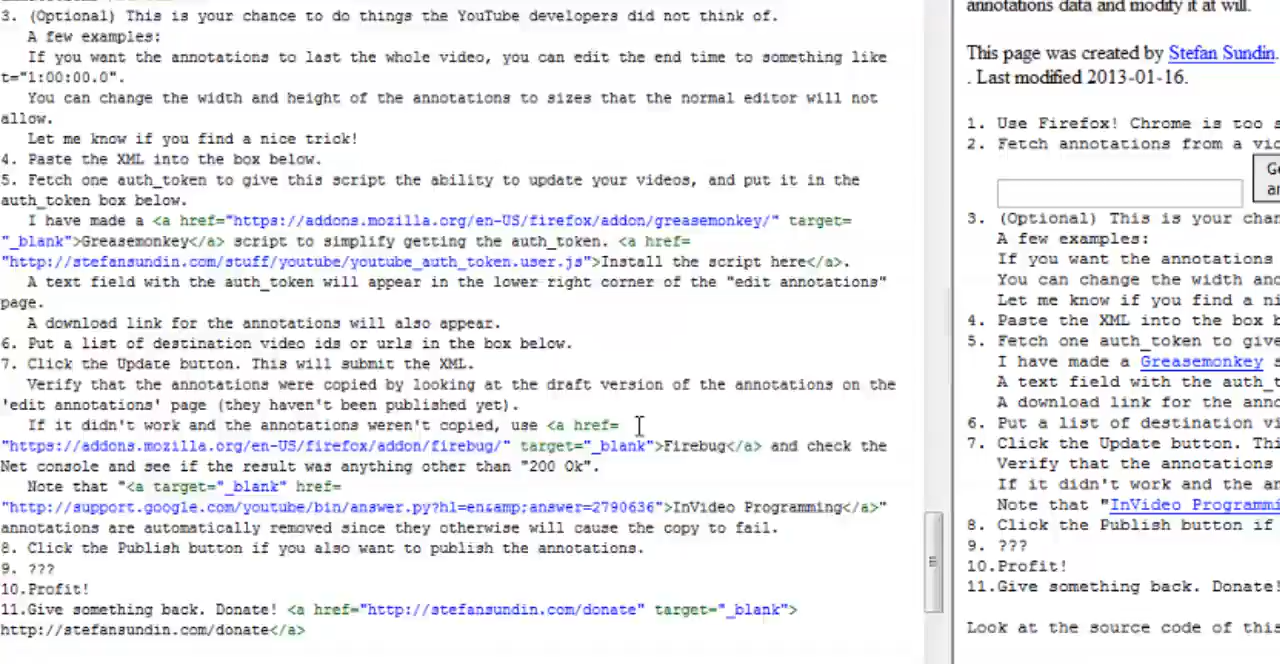 3. (Optional) This is your chance to do things the YouTube developers did not think of.
A few examples:
If you want the annotations to last the whole video, you can edit the end time to something like
t="1:00:00.0".
You can change the width and height of the annotations to sizes that the normal editor will not
allow.
Let me know if you find a nice trick!
4. Paste the XML into the box below.
5. Fetch one auth_token to give this script the ability to update your videos, and put it in the
auth_token box below.
I have made a <a href="https://addons.mozilla.org/en-US/firefox/addon/greasemonkey/" target=
"_blank">Greasemonkey</a> script to simplify getting the auth_token. <a href=
"http://stefansundin.com/stuff/youtube/youtube_auth_token.user.js">Install the script here</a>.
A text field with the auth_token will appear in the lower right corner of the "edit annotations"
page.
A download link for the annotations will also appear.
6. Put a list of destination video ids or urls in the box below.
7. Click the Update button. This will submit the XML.
Verify that the annotations were copied by looking at the draft version of the annotations on the
'edit annotations' page (they haven't been published yet).
If it didn't work and the annotations weren't copied, use <a href=
"https://addons.mozilla.org/en-US/firefox/addon/firebug/" target="_blank">Firebug</a> and check the
Net console and see if the result was anything other than "200 Ok".
Note that "<a target="_blank" href=
"http://support.google.com/youtube/bin/answer.py?hl=en&amp;answer=2790636">InVideo Programming</a>"
annotations are automatically removed since they otherwise will cause the copy to fail.
8. Click the Publish button if you also want to publish the annotations.
9. ???
10.Profit!
11.Give something back. Donate! <a href="http://stefansundin.com/donate" target="_blank">
http://stefansundin.com/donate</a>
annotations data and modify it at will.
This page was created by Stefan Sundin.
. Last modified 2013-01-16.
1. Use Firefox! Chrome is too
2. Fetch annotations from a
3. (Optional) This is your
A few examples:
If you want the annotations
You can change the width
Let me know if you find a
4. Paste the XML into the box
5. Fetch one auth_token to
I have made a Greasemonkey
A text field with the
A download link for the
6. Put a list of destination
7. Click the Update button.
Verify that the annotations
If it didn't work and the
Note that "InVideo
8. Click the Publish button if
9. ???
10.Profit!
11.Give something back. Donate!
Look at the source code of